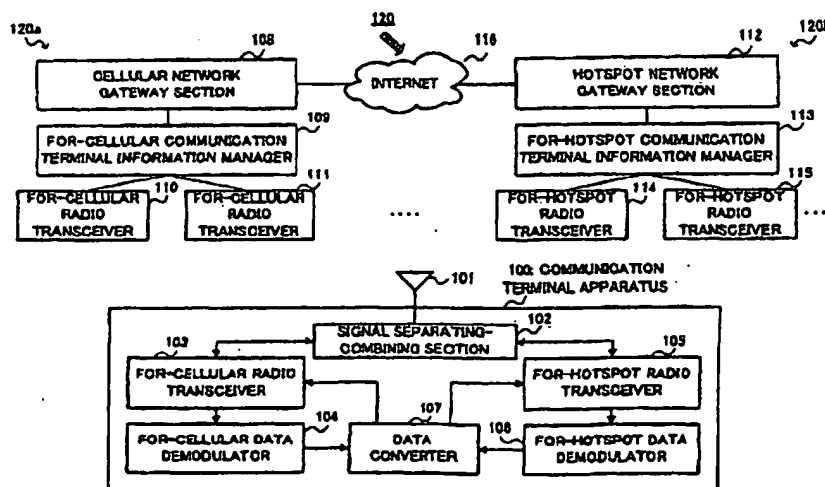 120a
108
120
116
112
120b
CELLULAR NETWORK
GATEWAY SECTION
INTERNET
HOTSPOT NETWORK
GATEWAY SECTION
109
113
FOR-CELLULAR COMMUNICATION
TERMINAL INFORMATION MANAGER
FOR-HOTSPOT COMMUNICATION
TERMINAL INFORMATION MANAGER
FOR-CELLULAR
RADIO
TRANSCEIVER
110
FOR-CELLULAR
RADIO
TRANSCEIVER
111
....
FOR-HOTSPOT
RADIO
TRANSCEIVER
114
FOR-HOTSPOT
RADIO
TRANSCEIVER
115
...
101
100: COMMUNICATION
TERMINAL APPARATUS
102
SIGNAL SEPARATING-
COMBINING SECTION
103
FOR-CELLULAR RADIO
TRANSCEIVER
105
FOR-HOTSPOT RADIO
TRANSCEIVER
104
FOR-CELLULAR DATA
DEMODULATOR
107
DATA
CONVERTER
106
FOR-HOTSPOT DATA
DEMODULATOR